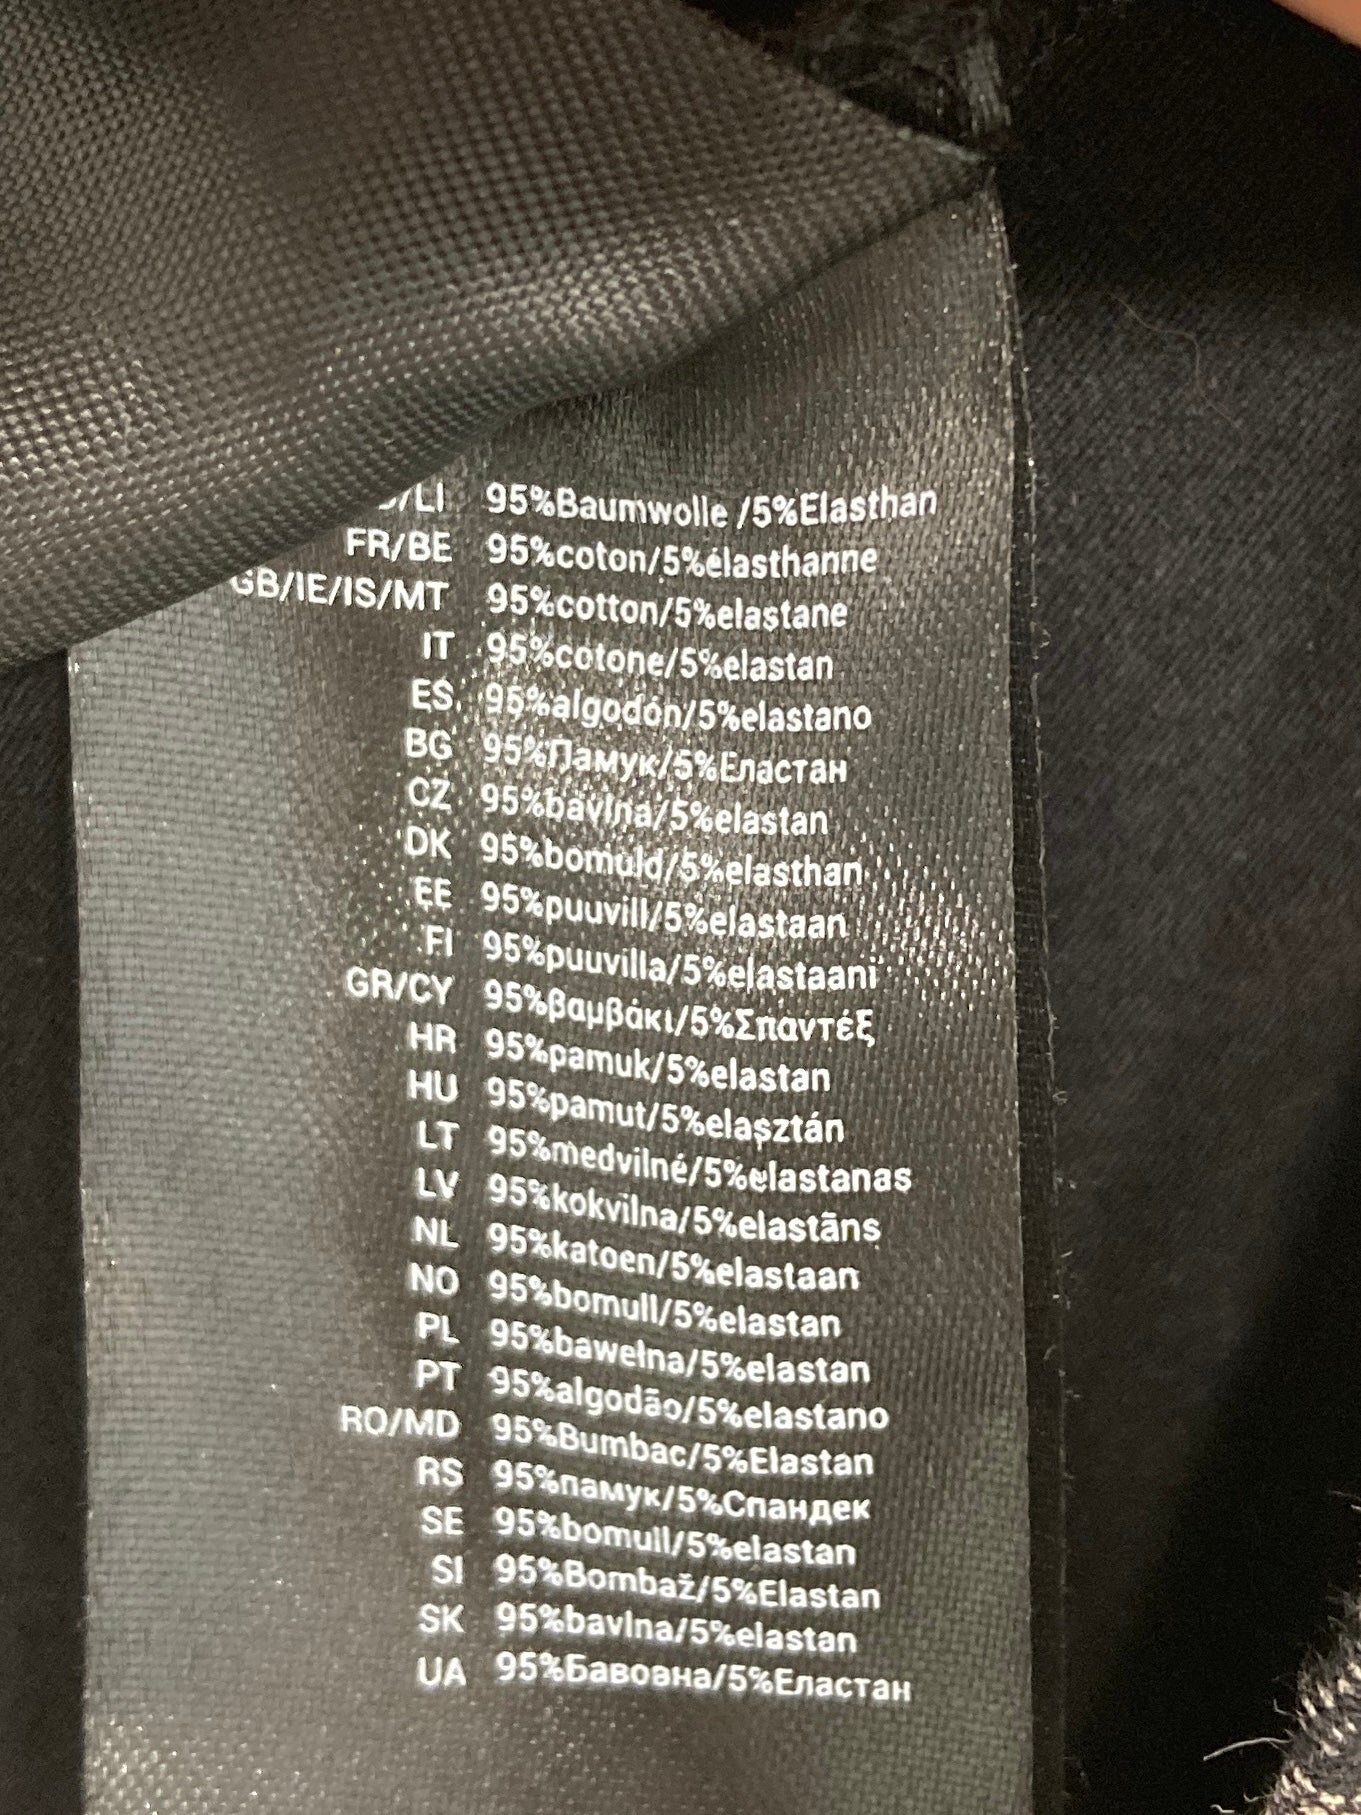 /LI 95%Baumwolle /5%Elasthan
FR/BE 95%coton/5%élasthanne
GB/IE/IS/MT 95%cotton/5%elastane
IT 95%cotone/5%elastan
ES 95%algodón/5%elastano
BG 95%Памук/5%Еластан
CZ 95%bavlna/5%elastan
DK 95%bomuld/5%elasthan
EE 95%puuvill/5%elastaan
FI 95%puuvilla/5%elastaani
GR/CY 95%βαμβάκι/5%Σπαντέξ
HR 95%pamuk/5%elastan
HU 95%pamut/5%elasztán
LT 95%medvilné/5%elastanas
LV 95%kokvilna/5%elastãns
NL 95%katoen/5%elastaan
NO 95%bomull/5%elastan
PL 95%bawełna/5%elastan
PT 95%algodão/5%elastano
RO/MD 95%Bumbac/5%Elastan
RS 95%памук/5%Спандек
SE 95%bomull/5%elastan
SI 95%Bombaž/5%Elastan
SK 95%bavlna/5%elastan
UA 95%Бавовна/5%Еластан